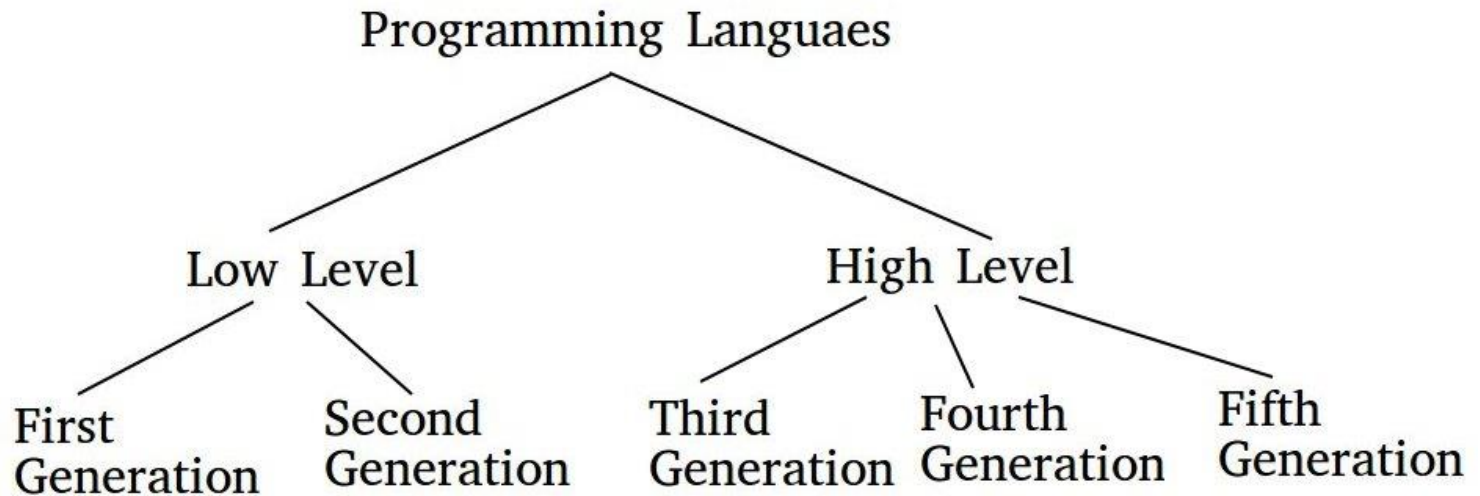 Programming Languaes
Low Level
High Level
First
Generation
Second
Generation
Third
Generation
Fourth
Generation
Fifth
Generation